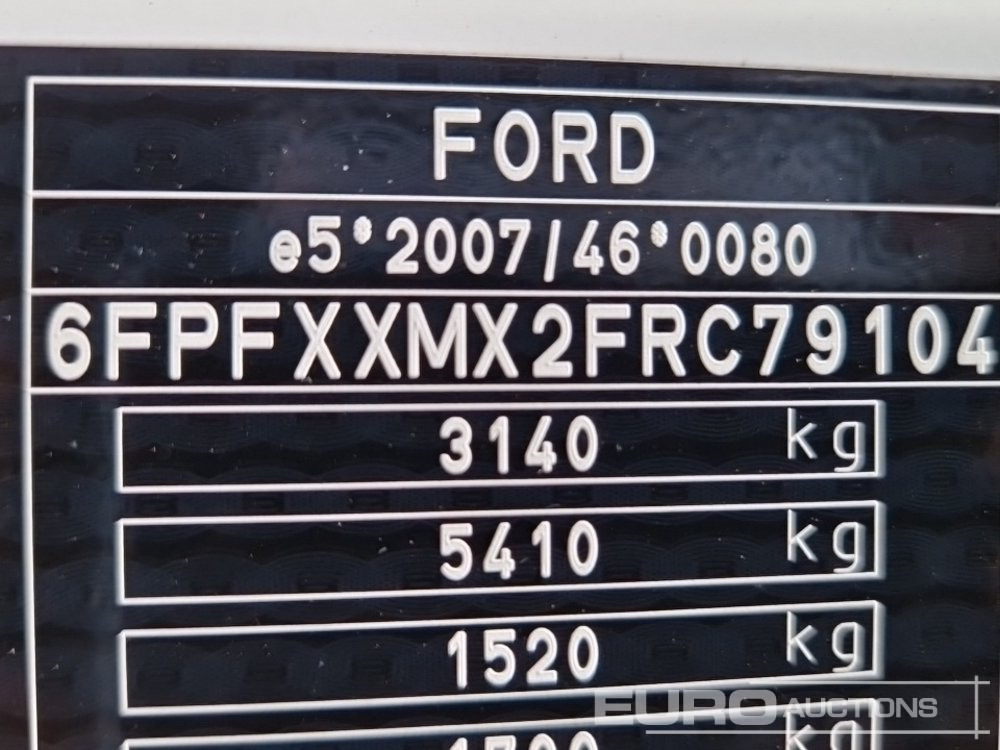 FORD
e5*2007/46*0080
6FPFXXMX2FRC79104
3140 kg
5410 kg
1520 kg
kg
EURO AUCTIONS